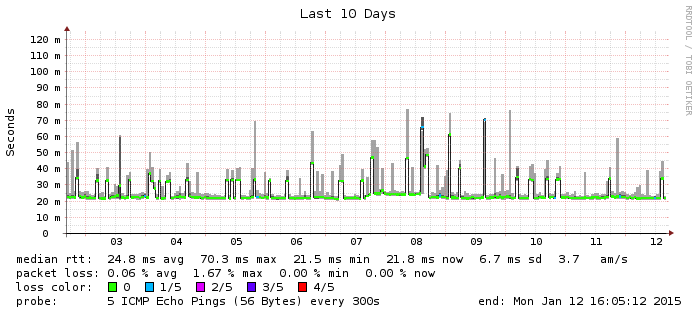 Last 10 Days
RRDTOOL / TOBI OETIKER
Seconds
120 m
110 m
100 m
90 m
80 m
70 m
60 m
50 m
40 m
30 m
20 m
10 m
0
03 04 05 06 07 08 09 10 11 12
median rtt: 24.8 ms avg 70.3 ms max 21.5 ms min 21.8 ms now 6.7 ms sd 3.7 am/s
packet loss: 0.06 % avg 1.67 % max 0.00 % min 0.00 % now
loss color: 0 1/5 2/5 3/5 4/5
probe: 5 ICMP Echo Pings (56 Bytes) every 300s end: Mon Jan 12 16:05:12 2015